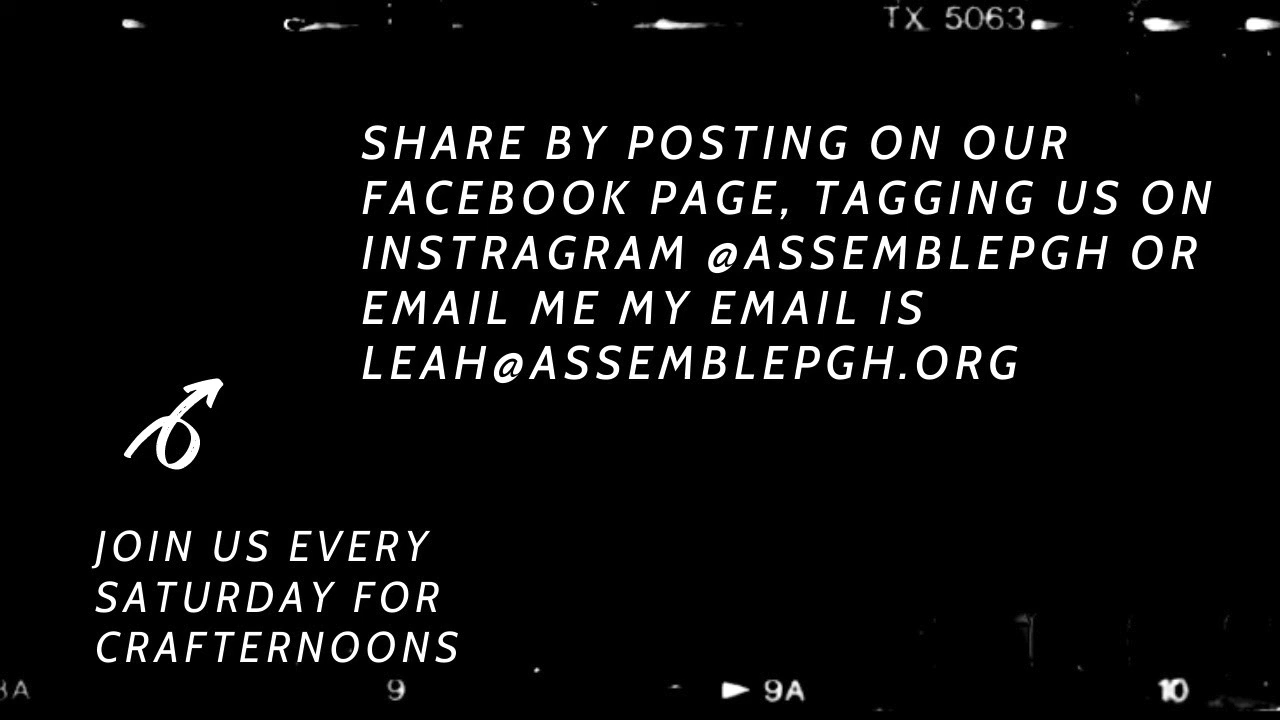 TX 5063
SHARE BY POSTING ON OUR
FACEBOOK PAGE, TAGGING US ON
INSTRAGRAM @ASSEMBLEPGH OR
EMAIL ME MY EMAIL IS
LEAH@ASSEMBLEPGH.ORG
JOIN US EVERY
SATURDAY FOR
CRAFTERNOONS
9 9A 10